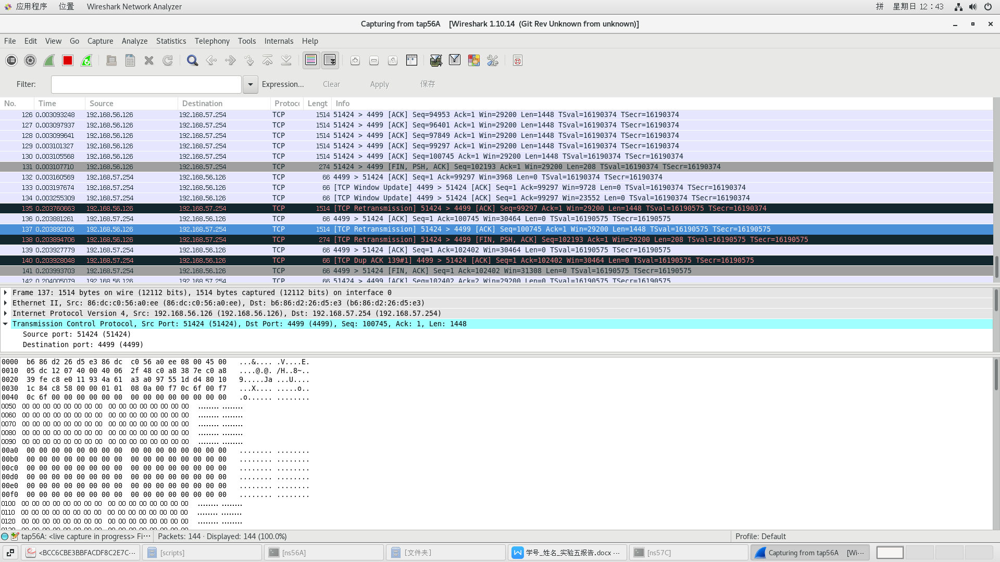 应用程序 位置 Wireshark Network Analyzer 拼 星期日 12：43
Capturing from tap56A [Wireshark 1.10.14 (Git Rev Unknown from unknown)]
File Edit View Go Capture Analyze Statistics Telephony Tools Internals Help
Filter: Expression... Clear Apply 保存
No. Time Source Destination Protoc Lengt Info
126 0.003093248 192.168.56.126 192.168.57.254 TCP 1514 51424 > 4499 [ACK] Seq=94953 Ack=1 Win=29200 Len=1448 TSval=16190374 TSecr=16190374
127 0.003097937 192.168.56.126 192.168.57.254 TCP 1514 51424 > 4499 [ACK] Seq=96401 Ack=1 Win=29200 Len=1448 TSval=16190374 TSecr=16190374
128 0.003099641 192.168.56.126 192.168.57.254 TCP 1514 51424 > 4499 [ACK] Seq=97849 Ack=1 Win=29200 Len=1448 TSval=16190374 TSecr=16190374
129 0.003101327 192.168.56.126 192.168.57.254 TCP 1514 51424 > 4499 [ACK] Seq=99297 Ack=1 Win=29200 Len=1448 TSval=16190374 TSecr=16190374
130 0.003105568 192.168.56.126 192.168.57.254 TCP 1514 51424 > 4499 [ACK] Seq=100745 Ack=1 Win=29200 Len=1448 TSval=16190374 TSecr=16190374
131 0.003107710 192.168.56.126 192.168.57.254 TCP 274 51424 > 4499 [FIN, PSH, ACK] Seq=102193 Ack=1 Win=29200 Len=208 TSval=16190374 TSecr=16190374
132 0.003160569 192.168.57.254 192.168.56.126 TCP 66 4499 > 51424 [ACK] Seq=1 Ack=99297 Win=3968 Len=0 TSval=16190374 TSecr=16190374
133 0.003197674 192.168.57.254 192.168.56.126 TCP 66 [TCP Window Update] 4499 > 51424 [ACK] Seq=1 Ack=99297 Win=9728 Len=0 TSval=16190374 TSecr=16190374
134 0.003255309 192.168.57.254 192.168.56.126 TCP 66 [TCP Window Update] 4499 > 51424 [ACK] Seq=1 Ack=99297 Win=23552 Len=0 TSval=16190374 TSecr=16190374
135 0.203760663 192.168.56.126 192.168.57.254 TCP 1514 [TCP Retransmission] 51424 > 4499 [ACK] Seq=99297 Ack=1 Win=29200 Len=1448 TSval=16190575 TSecr=16190374
136 0.203881261 192.168.57.254 192.168.56.126 TCP 66 4499 > 51424 [ACK] Seq=1 Ack=100745 Win=30464 Len=0 TSval=16190575 TSecr=16190575
137 0.203892106 192.168.56.126 192.168.57.254 TCP 1514 [TCP Retransmission] 51424 > 4499 [ACK] Seq=100745 Ack=1 Win=29200 Len=1448 TSval=16190575 TSecr=16190575
138 0.203894706 192.168.56.126 192.168.57.254 TCP 274 [TCP Retransmission] 51424 > 4499 [FIN, PSH, ACK] Seq=102193 Ack=1 Win=29200 Len=208 TSval=16190575 TSecr=16190575
139 0.203927779 192.168.57.254 192.168.56.126 TCP 66 4499 > 51424 [ACK] Seq=1 Ack=102402 Win=30464 Len=0 TSval=16190575 TSecr=16190575
140 0.203928048 192.168.57.254 192.168.56.126 TCP 66 [TCP Dup ACK 139#1] 4499 > 51424 [ACK] Seq=1 Ack=102402 Win=30464 Len=0 TSval=16190575 TSecr=16190575
141 0.203993703 192.168.57.254 192.168.56.126 TCP 66 4499 > 51424 [FIN, ACK] Seq=1 Ack=102402 Win=31308 Len=0 TSval=16190575 TSecr=16190575
142 0.204005079 192.168.56.126 192.168.57.254 TCP 66 51424 > 4499 [ACK] Seq=102402 Ack=2 Win=29200 Len=0 TSval=16190575 TSecr=16190575
Frame 137: 1514 bytes on wire (12112 bits), 1514 bytes captured (12112 bits) on interface 0
Ethernet II, Src: 86:dc:c0:56:a0:ee (86:dc:c0:56:a0:ee), Dst: b6:86:d2:26:d5:e3 (b6:86:d2:26:d5:e3)
Internet Protocol Version 4, Src: 192.168.56.126 (192.168.56.126), Dst: 192.168.57.254 (192.168.57.254)
Transmission Control Protocol, Src Port: 51424 (51424), Dst Port: 4499 (4499), Seq: 100745, Ack: 1, Len: 1448
Source port: 51424 (51424)
Destination port: 4499 (4499)
0000 b6 86 d2 26 d5 e3 86 dc c0 56 a0 ee 08 00 45 00 ...&.... .V....E.
0010 05 dc 12 07 40 00 40 06 2f 48 c0 a8 38 7e c0 a8 ....@.@. /H..8~..
0020 39 fe c8 e0 11 93 4a 61 a3 a0 97 55 1d d4 80 10 9.....Ja ...U....
0030 1c 84 c8 58 00 00 01 01 08 0a 00 f7 0c 6f 00 f7 ...X.... .....o..
0040 0c 6f 00 00 00 00 00 00 00 00 00 00 00 00 00 00 .o...... ........
0050 00 00 00 00 00 00 00 00 00 00 00 00 00 00 00 00 ........ ........
0060 00 00 00 00 00 00 00 00 00 00 00 00 00 00 00 00 ........ ........
0070 00 00 00 00 00 00 00 00 00 00 00 00 00 00 00 00 ........ ........
0080 00 00 00 00 00 00 00 00 00 00 00 00 00 00 00 00 ........ ........
0090 00 00 00 00 00 00 00 00 00 00 00 00 00 00 00 00 ........ ........
00a0 00 00 00 00 00 00 00 00 00 00 00 00 00 00 00 00 ........ ........
00b0 00 00 00 00 00 00 00 00 00 00 00 00 00 00 00 00 ........ ........
00c0 00 00 00 00 00 00 00 00 00 00 00 00 00 00 00 00 ........ ........
00d0 00 00 00 00 00 00 00 00 00 00 00 00 00 00 00 00 ........ ........
00e0 00 00 00 00 00 00 00 00 00 00 00 00 00 00 00 00 ........ ........
00f0 00 00 00 00 00 00 00 00 00 00 00 00 00 00 00 00 ........ ........
0100 00 00 00 00 00 00 00 00 00 00 00 00 00 00 00 00 ........ ........
0110 00 00 00 00 00 00 00 00 00 00 00 00 00 00 00 00 ........ ........
0120 00 00 00 00 00 00 00 00 00 00 00 00 00 00 00 00 ........ ........
tap56A: <live capture in progress> Fi··· Packets: 144 · Displayed: 144 (100.0%) Profile: Default
<BCC6CBE3BBFACDF8C2E7C··· [scripts] [ns56A] [文件夹] 学号_姓名_实验五报告.docx ··· [ns57C] Capturing from tap56A [Wi···